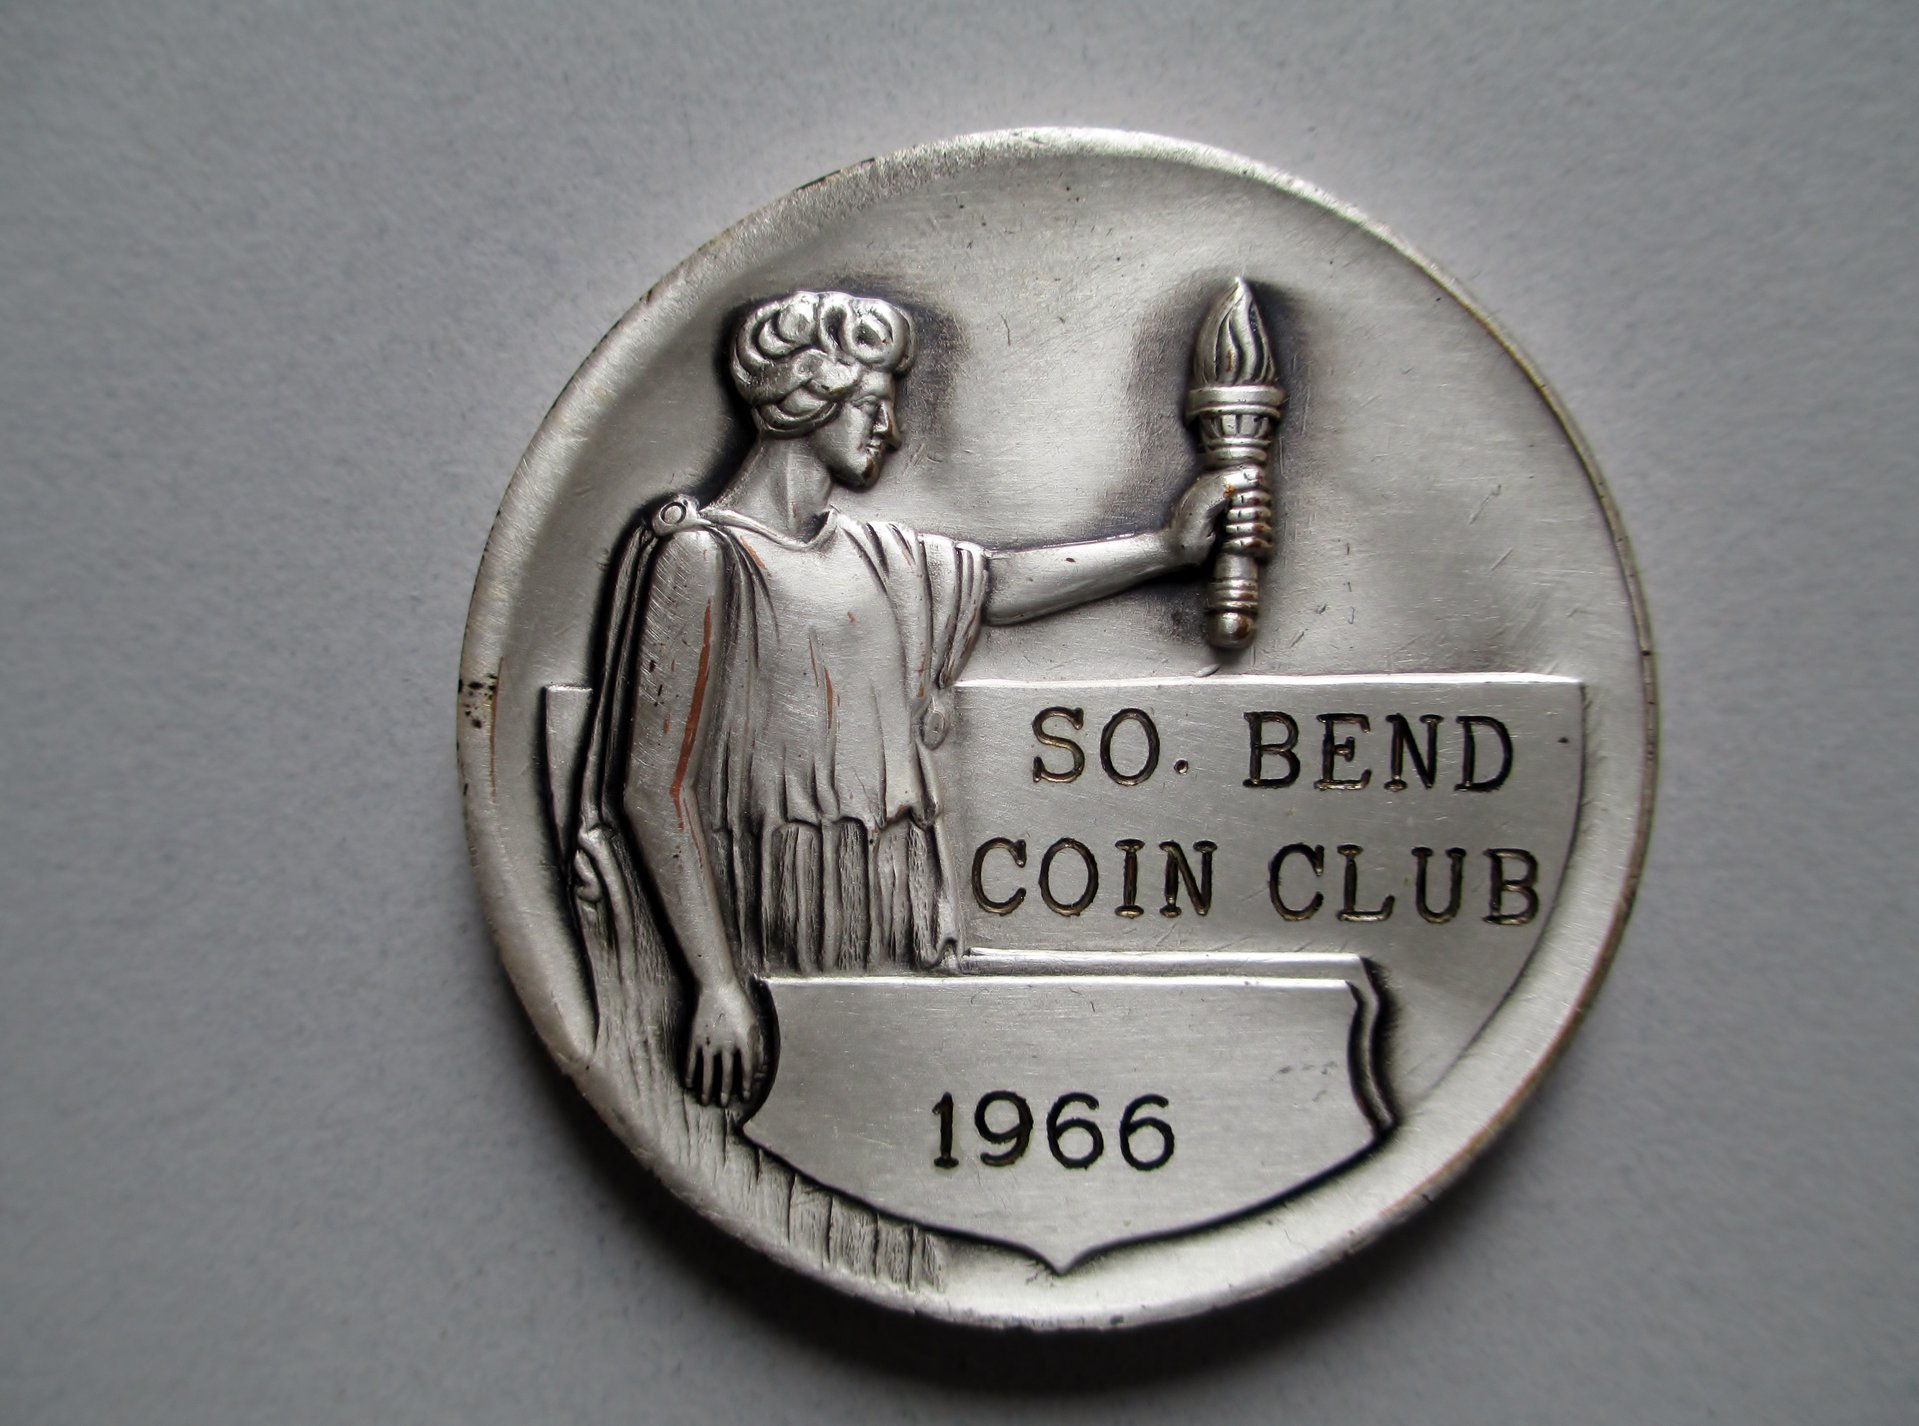 SO. BEND
COIN CLUB
1966